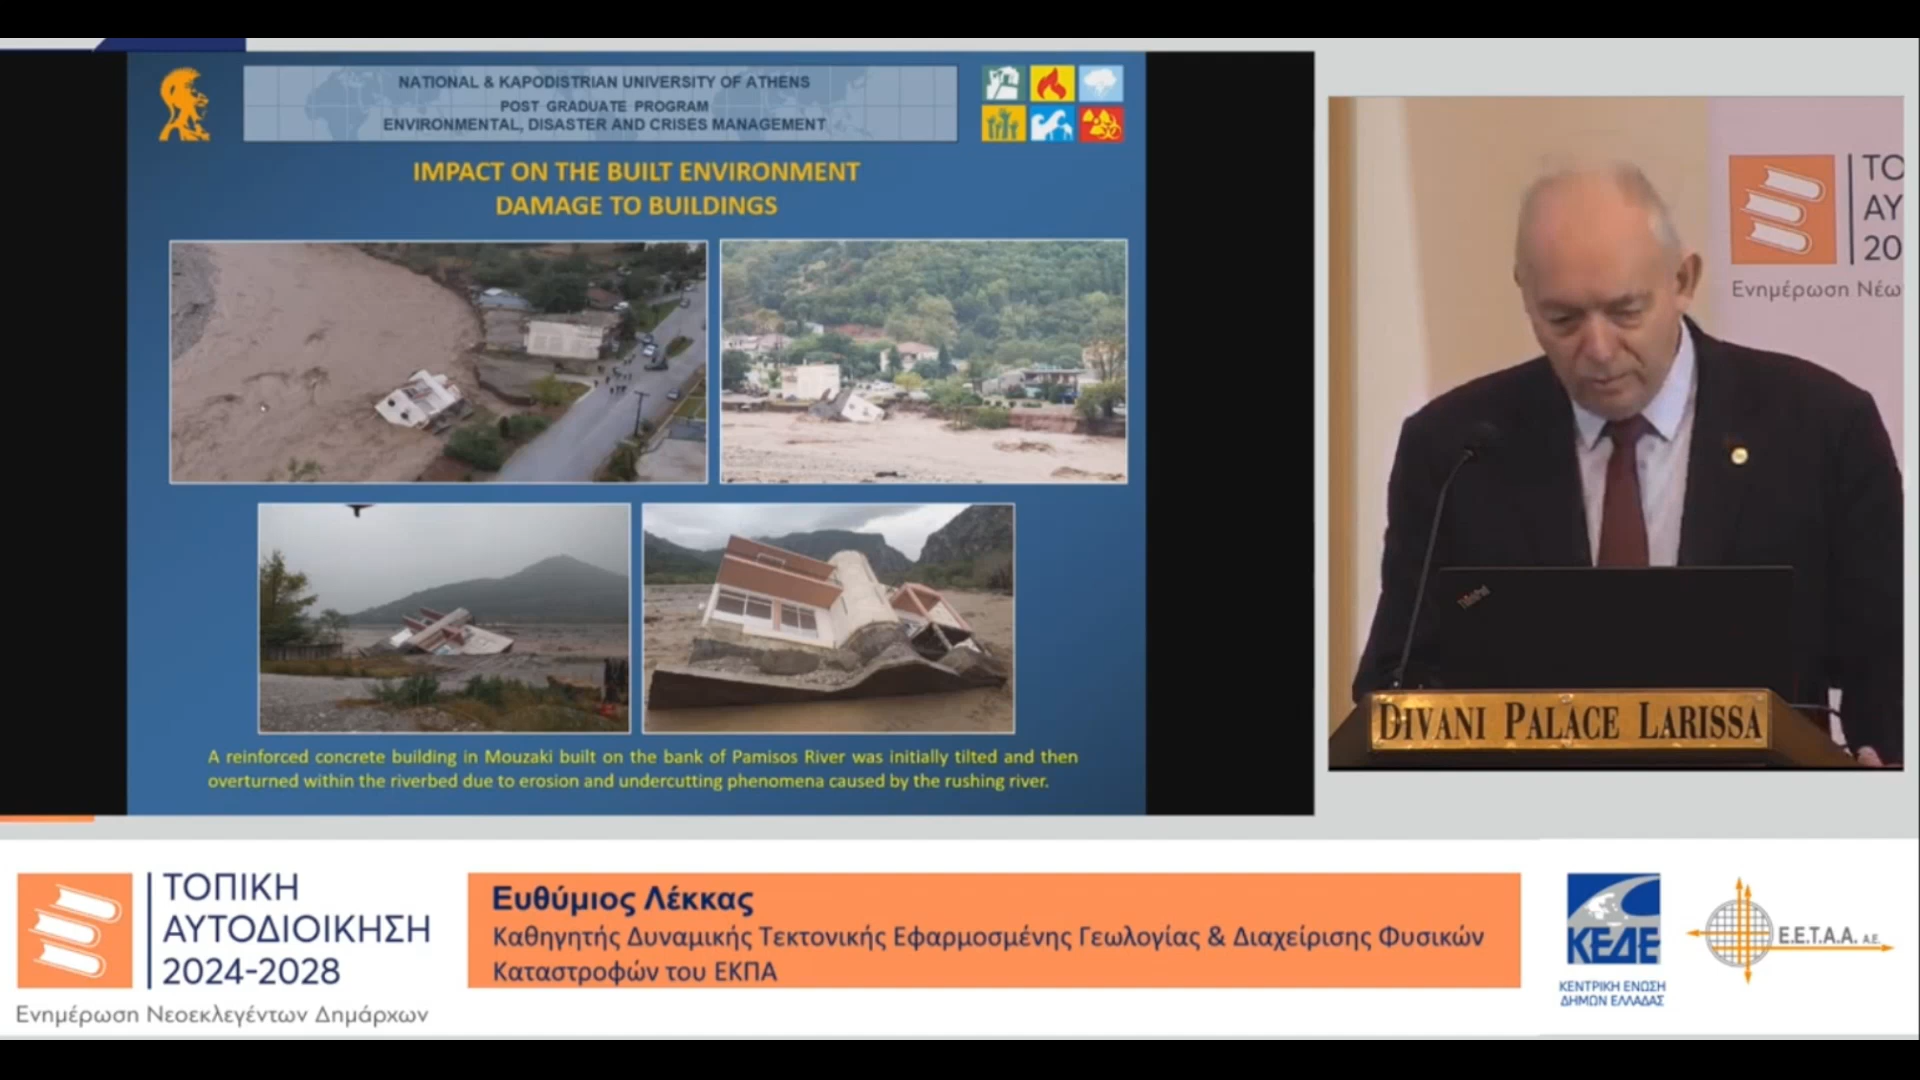 NATIONAL & KAPODISTRIAN UNIVERSITY OF ATHENS
POST GRADUATE PROGRAM
ENVIRONMENTAL, DISASTER AND CRISES MANAGEMENT
IMPACT ON THE BUILT ENVIRONMENT
DAMAGE TO BUILDINGS
A reinforced concrete building in Mouzaki built on the bank of Pamisos River was initially tilted and then
overturned within the riverbed due to erosion and undercutting phenomena caused by the rushing river.
ΤΟ
ΑΥ
20
Ενημέρωση Νέω
ThinkPad
DIVANI PALACE LARISSA
ΤΟΠΙΚΗ
ΑΥΤΟΔΙΟΙΚΗΣΗ
2024-2028
Ενημέρωση Νεοεκλεγέντων Δημάρχων
Ευθύμιος Λέκκας
Καθηγητής Δυναμικής Τεκτονικής Εφαρμοσμένης Γεωλογίας & Διαχείρισης Φυσικών
Καταστροφών του ΕΚΠΑ
ΚΕΔΕ
ΚΕΝΤΡΙΚΗ ΕΝΩΣΗ
ΔΗΜΩΝ ΕΛΛΑΔΑΣ
Ε.Ε.Τ.Α.Α. Α.Ε.